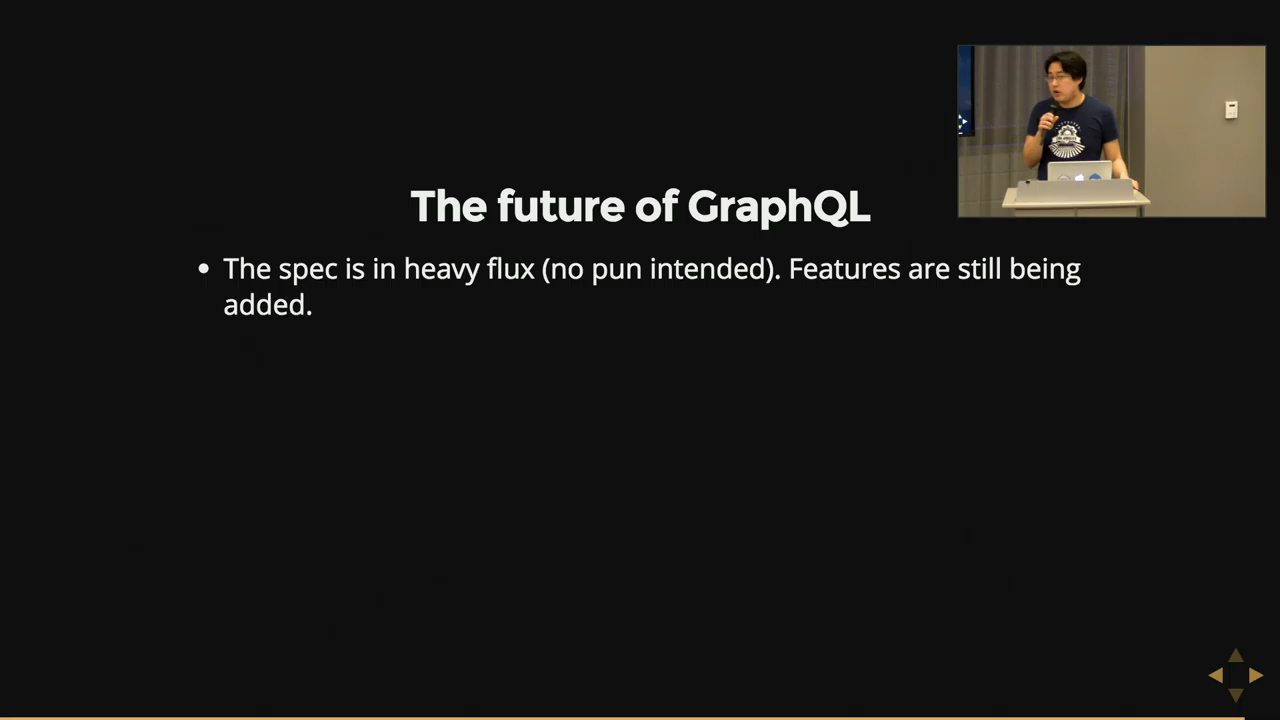 The future of GraphQL
• The spec is in heavy flux (no pun intended). Features are still being
added.